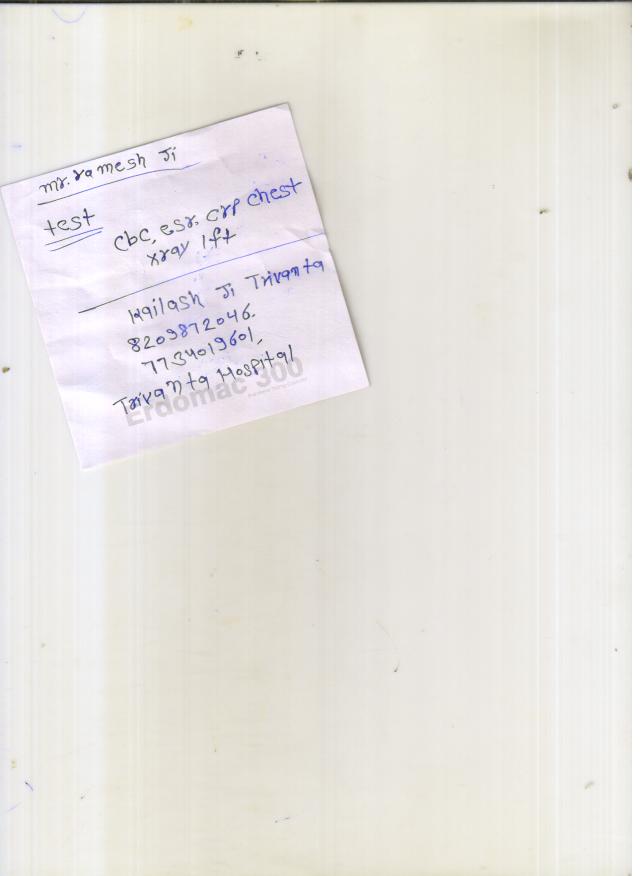 mr. ramesh Ji
test
cbc, esr, crp chest
xray lft
Kailash Ji Trivanta
8209872046.
7734019601,
Trivanta Hospital
Erdomac 300